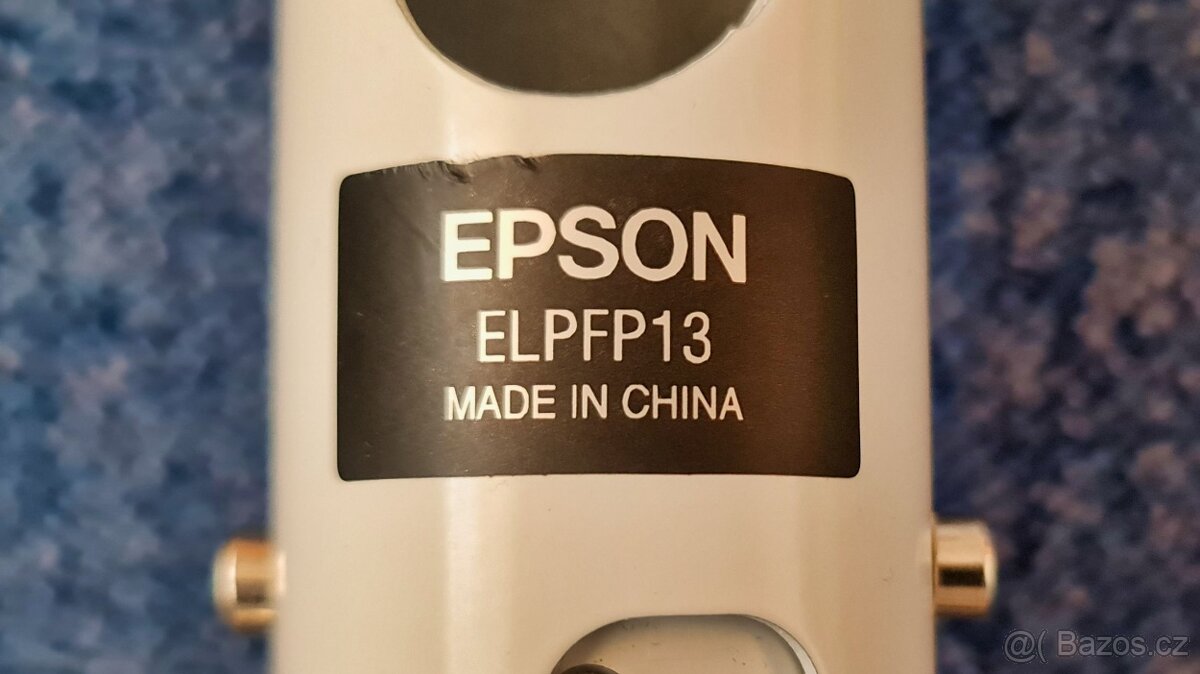 EPSON
ELPFP13
MADE IN CHINA
@( Bazos.cz